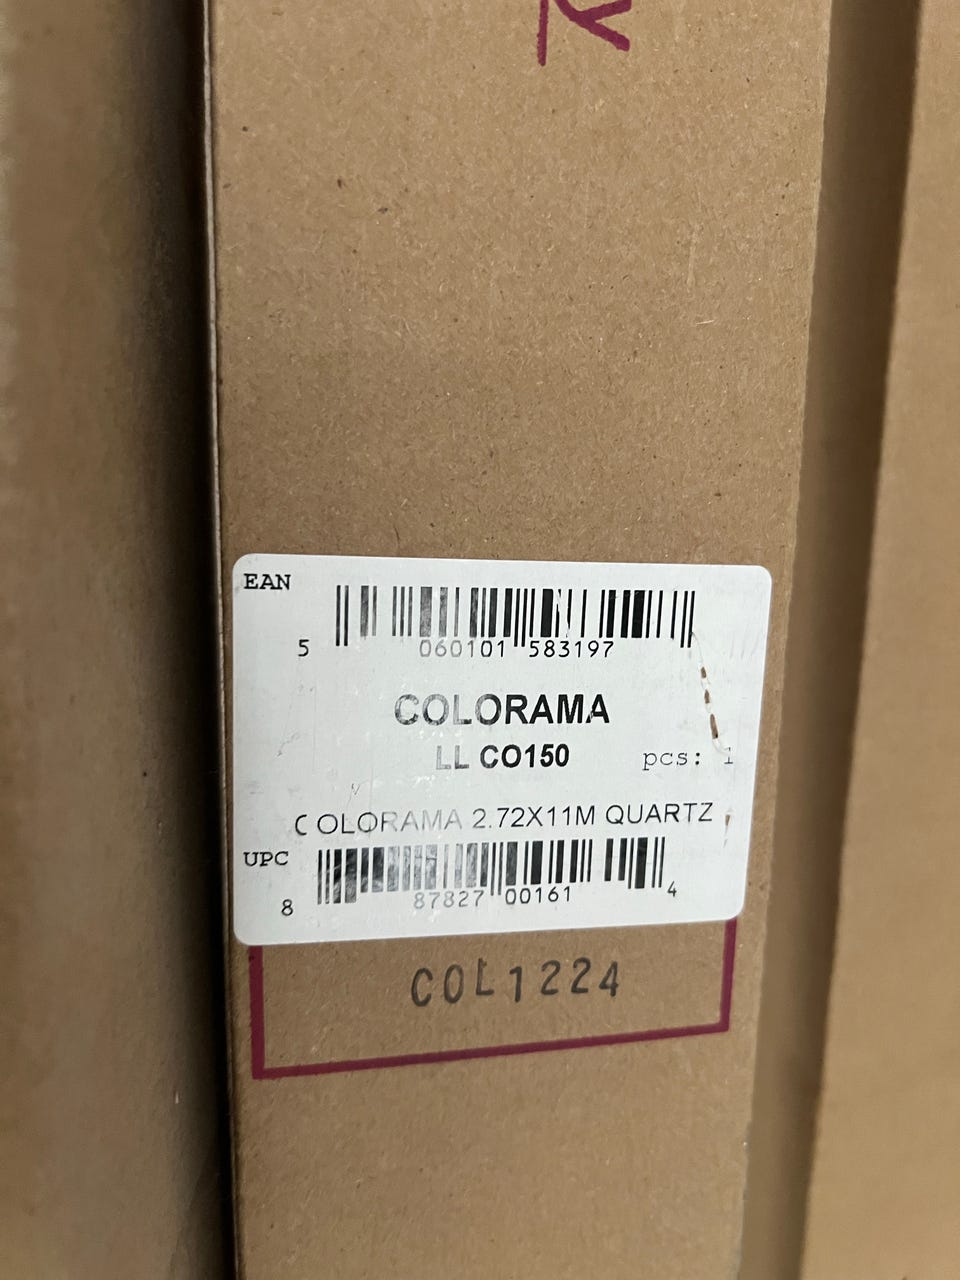 y
EAN
5 060101 583197
COLORAMA
LL CO150
pcs: 1
COLORAMA 2.72X11M QUARTZ
UPC
8 87827 00161 4
COL1224